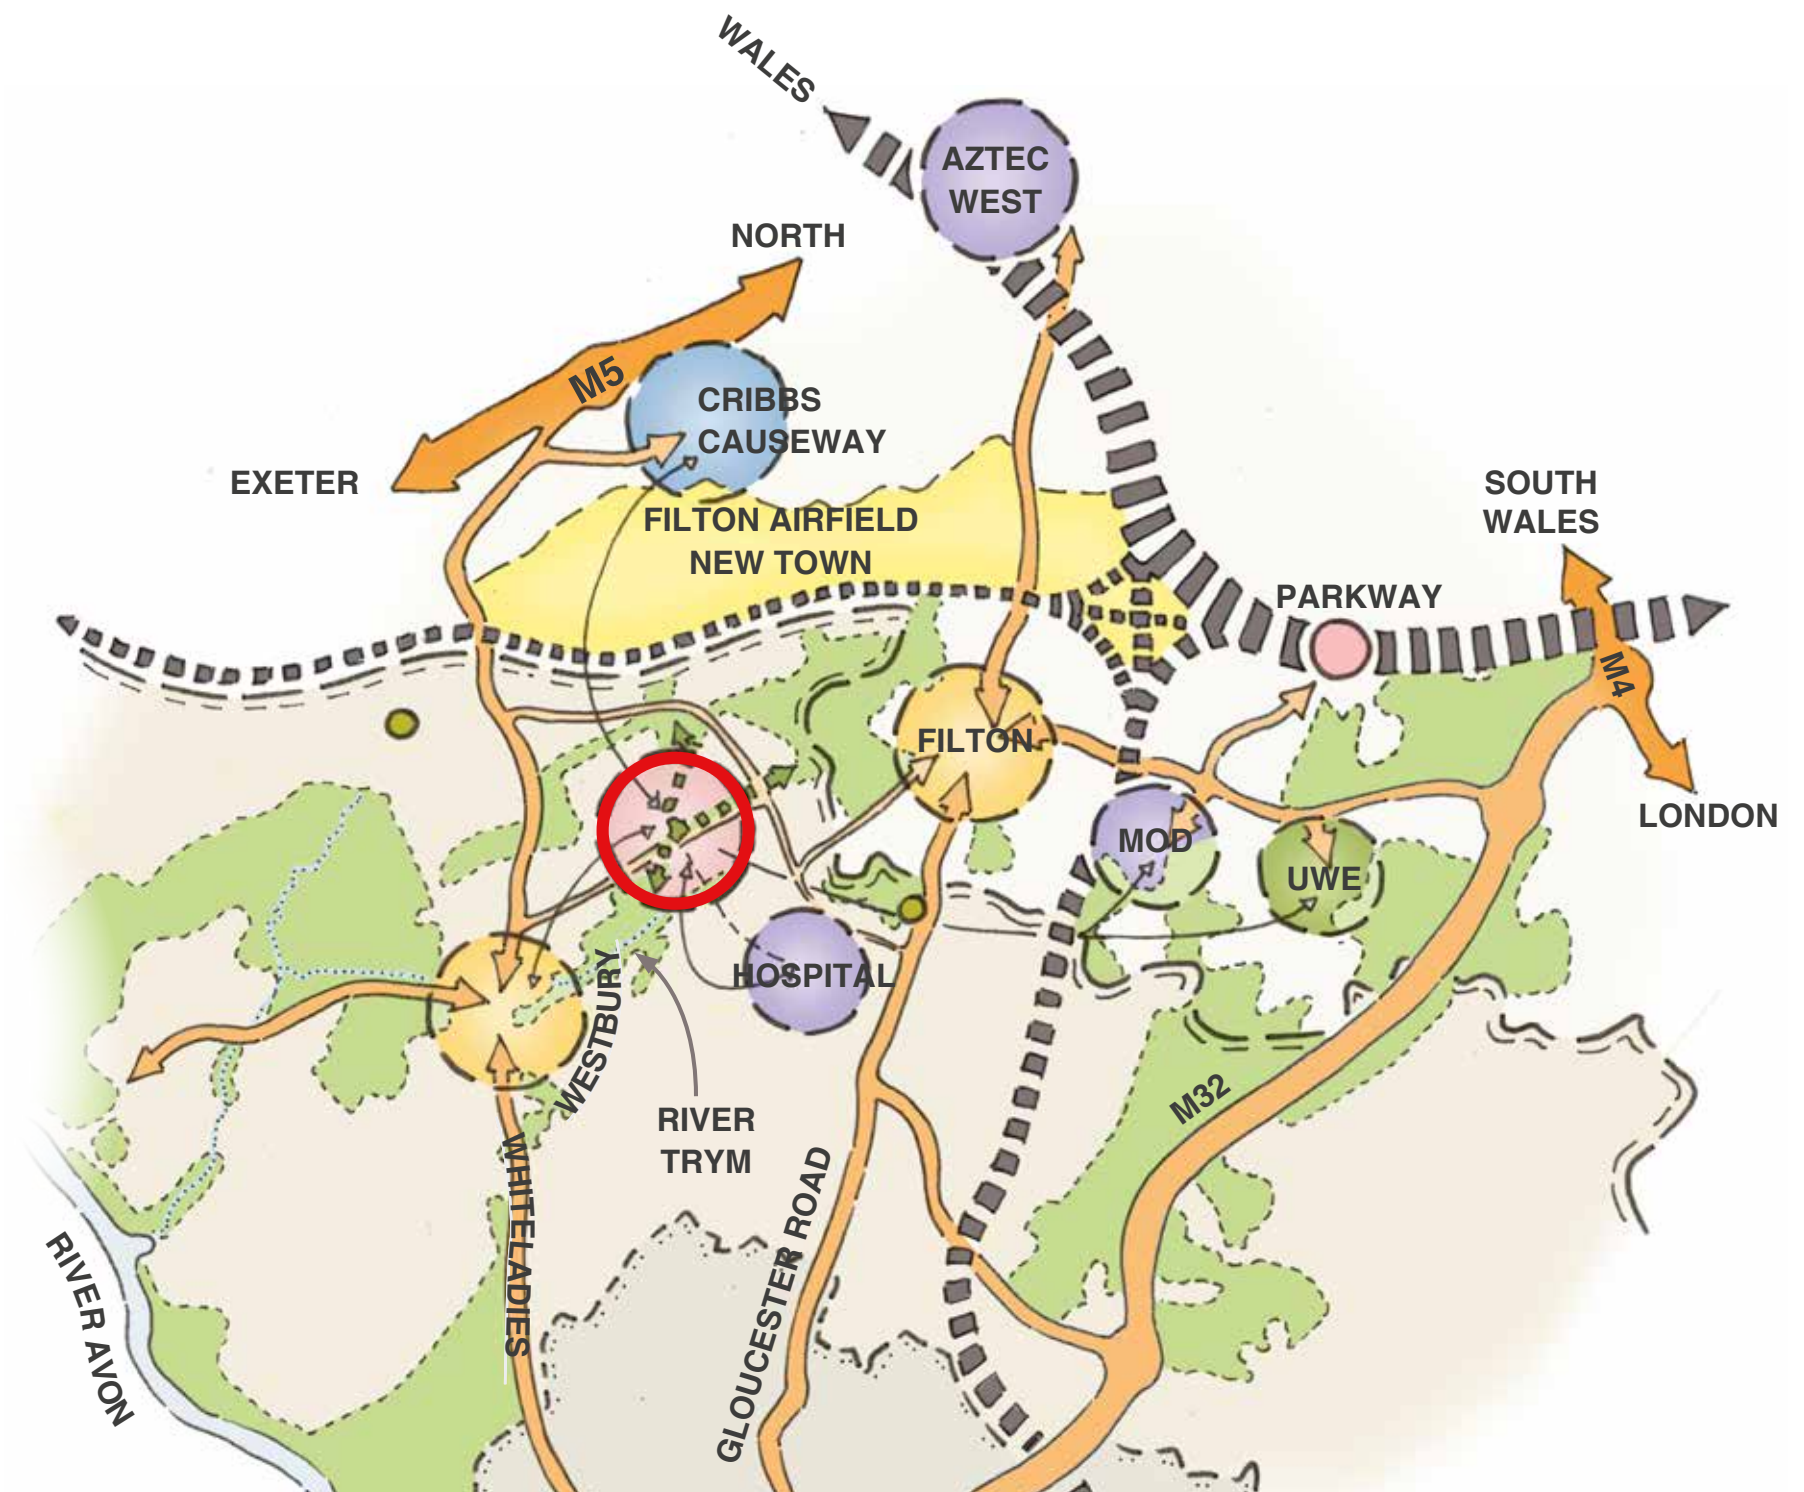 WALES
AZTEC
WEST
NORTH
M5
CRIBBS
CAUSEWAY
EXETER
SOUTH
WALES
FILTON AIRFIELD
NEW TOWN
PARKWAY
M4
FILTON
LONDON
MOD
UWE
HOSPITAL
WESTBURY
RIVER
TRYM
M32
WHITELADIES
GLOUCESTER ROAD
RIVER AVON